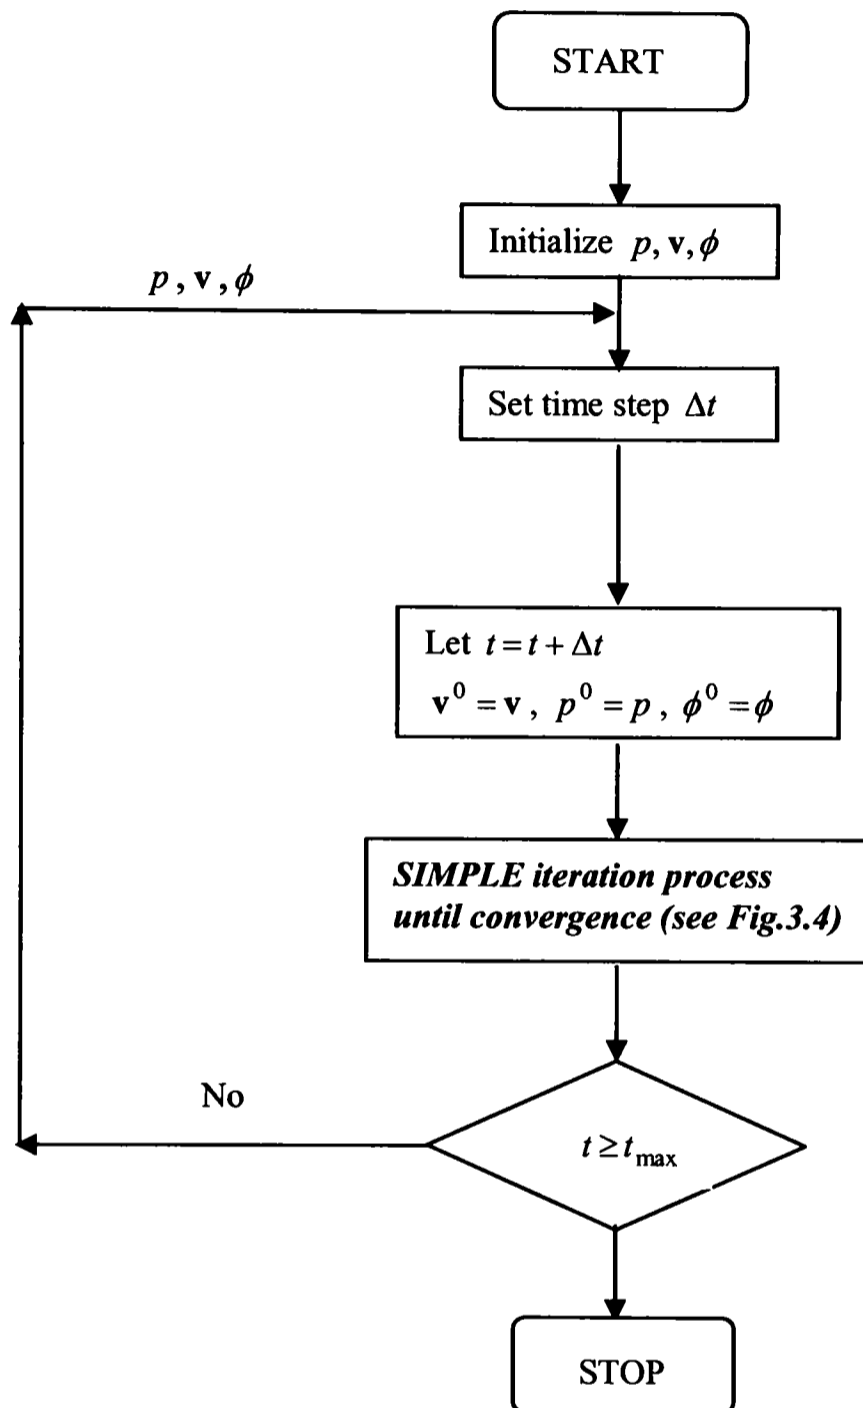 START
Initialize p, v, ϕ
p, v, ϕ
Set time step Δt
Let t = t + Δt
v⁰ = v, p⁰ = p, ϕ⁰ = ϕ
SIMPLE iteration process
until convergence (see Fig.3.4)
No
t ≥ t_max
STOP